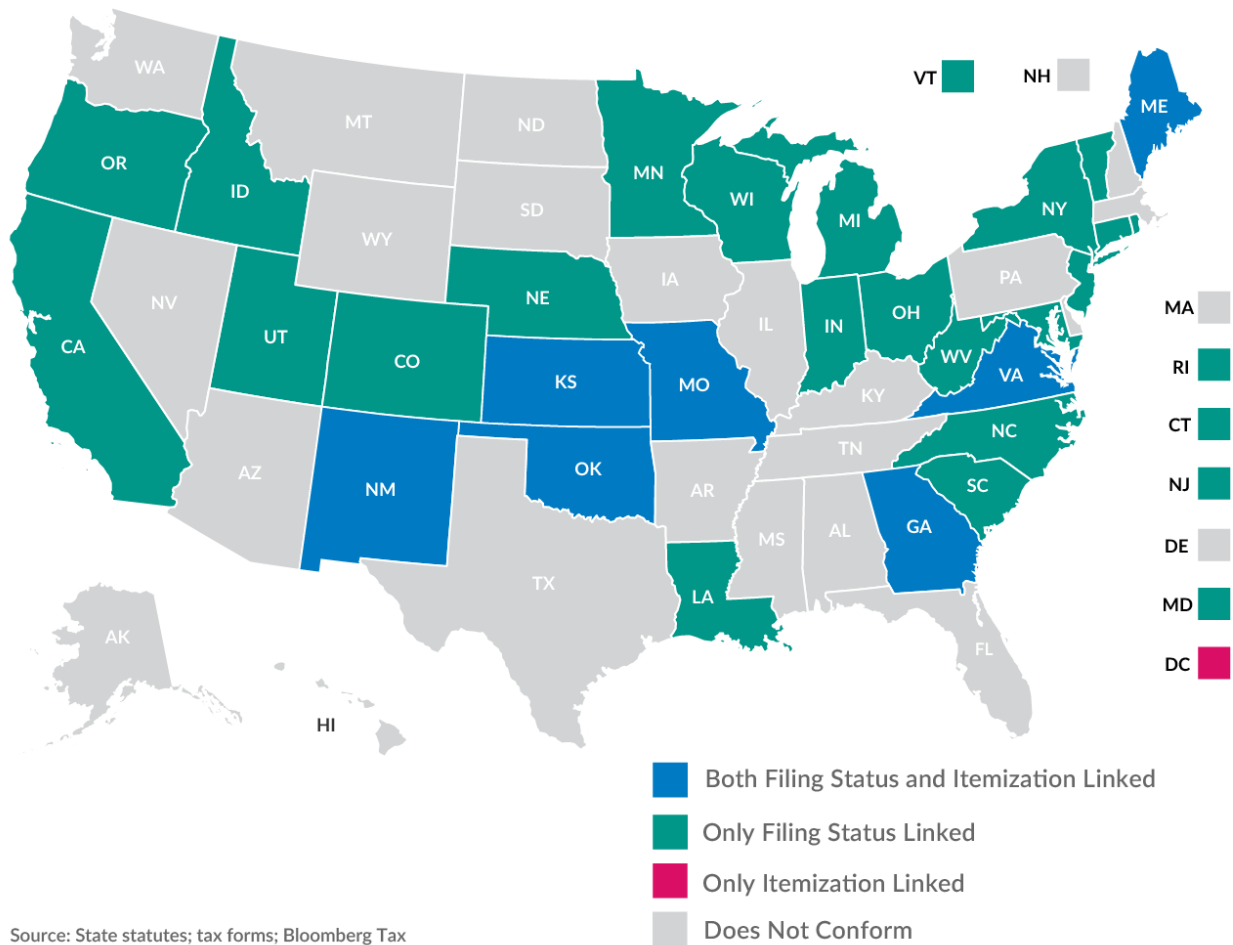 VT
NH
ME
WA
MT
ND
MN
OR
ID
WI
MI
NY
SD
WY
IA
PA
NE
NV
IL
IN
OH
MA
UT
CA
CO
WV
RI
KS
MO
VA
KY
CT
NC
TN
AZ
OK
NM
AR
SC
NJ
GA
MS
AL
DE
TX
LA
MD
AK
FL
DC
HI
Both Filing Status and Itemization Linked
Only Filing Status Linked
Only Itemization Linked
Does Not Conform
Source: State statutes; tax forms; Bloomberg Tax